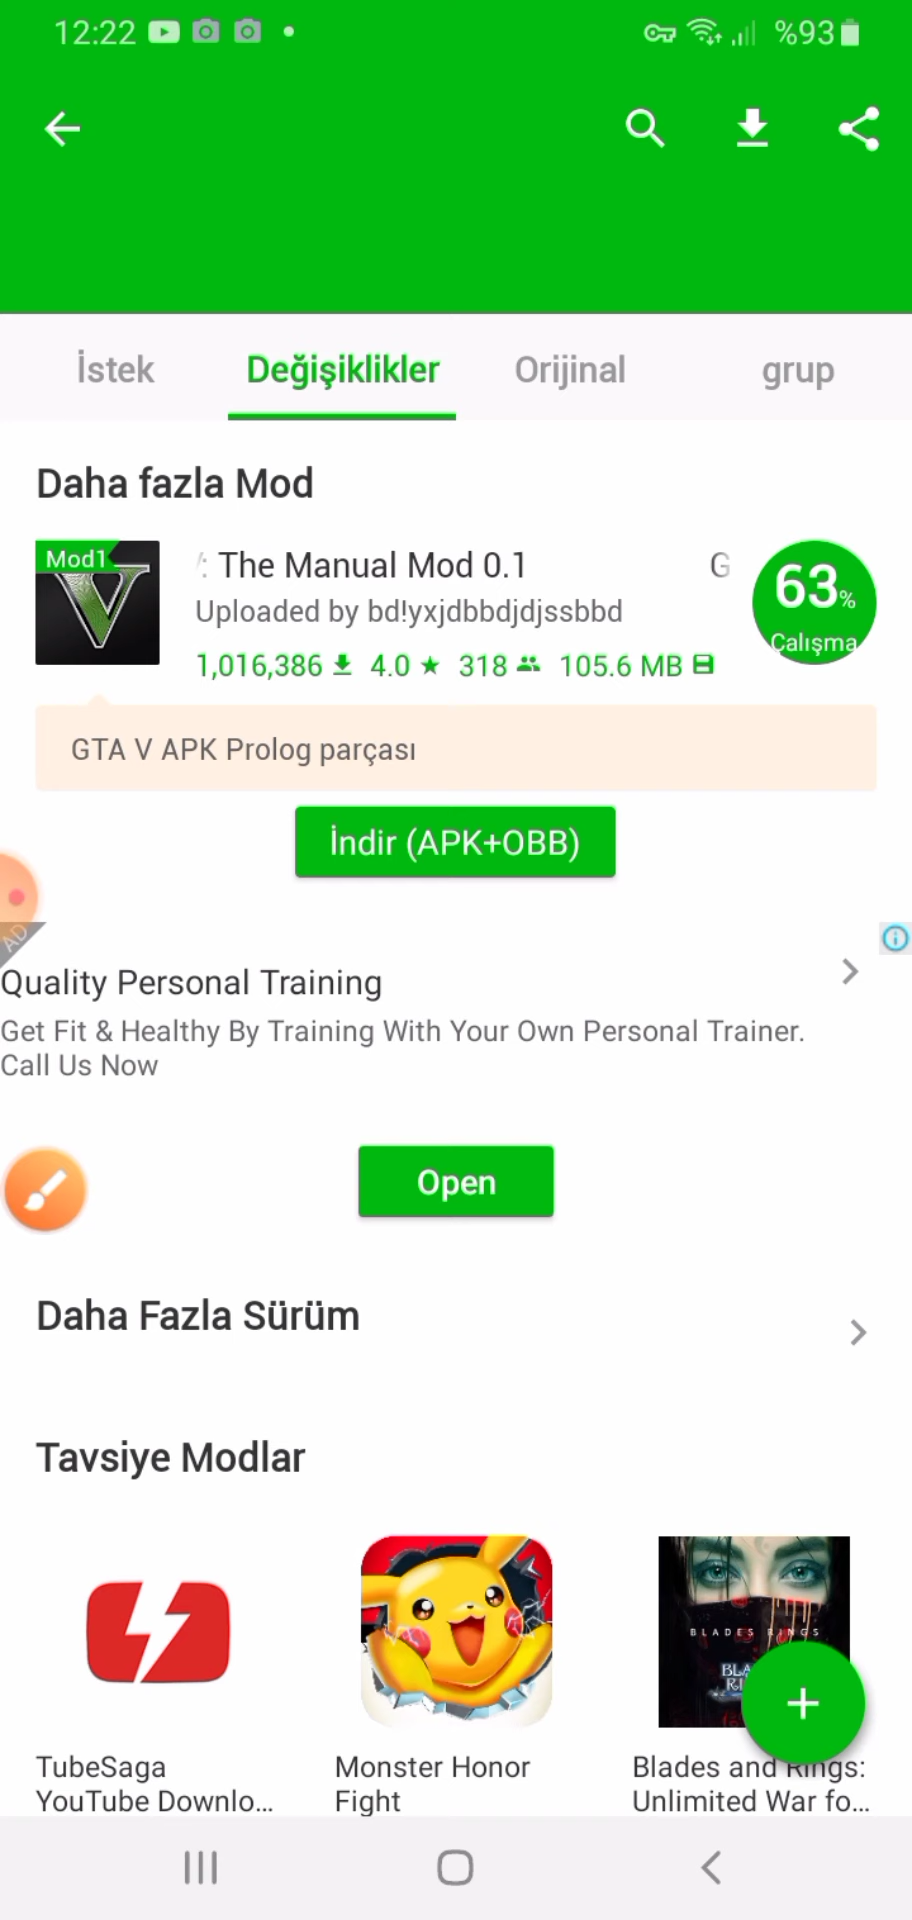 12:22
%93
İstek Değişiklikler Orijinal grup
Daha fazla Mod
Mod1
: The Manual Mod 0.1 G
Uploaded by bd!yxjdbbdjdjssbbd
63%
Calışma
1,016,386 4.0 ★ 318 105.6 MB
GTA V APK Prolog parçası
İndir (APK+OBB)
AD
Quality Personal Training
Get Fit & Healthy By Training With Your Own Personal Trainer.
Call Us Now
Open
Daha Fazla Sürüm
Tavsiye Modlar
BLADES RINGS
TubeSaga
YouTube Downlo...
Monster Honor
Fight
Blades and Rings:
Unlimited War fo...